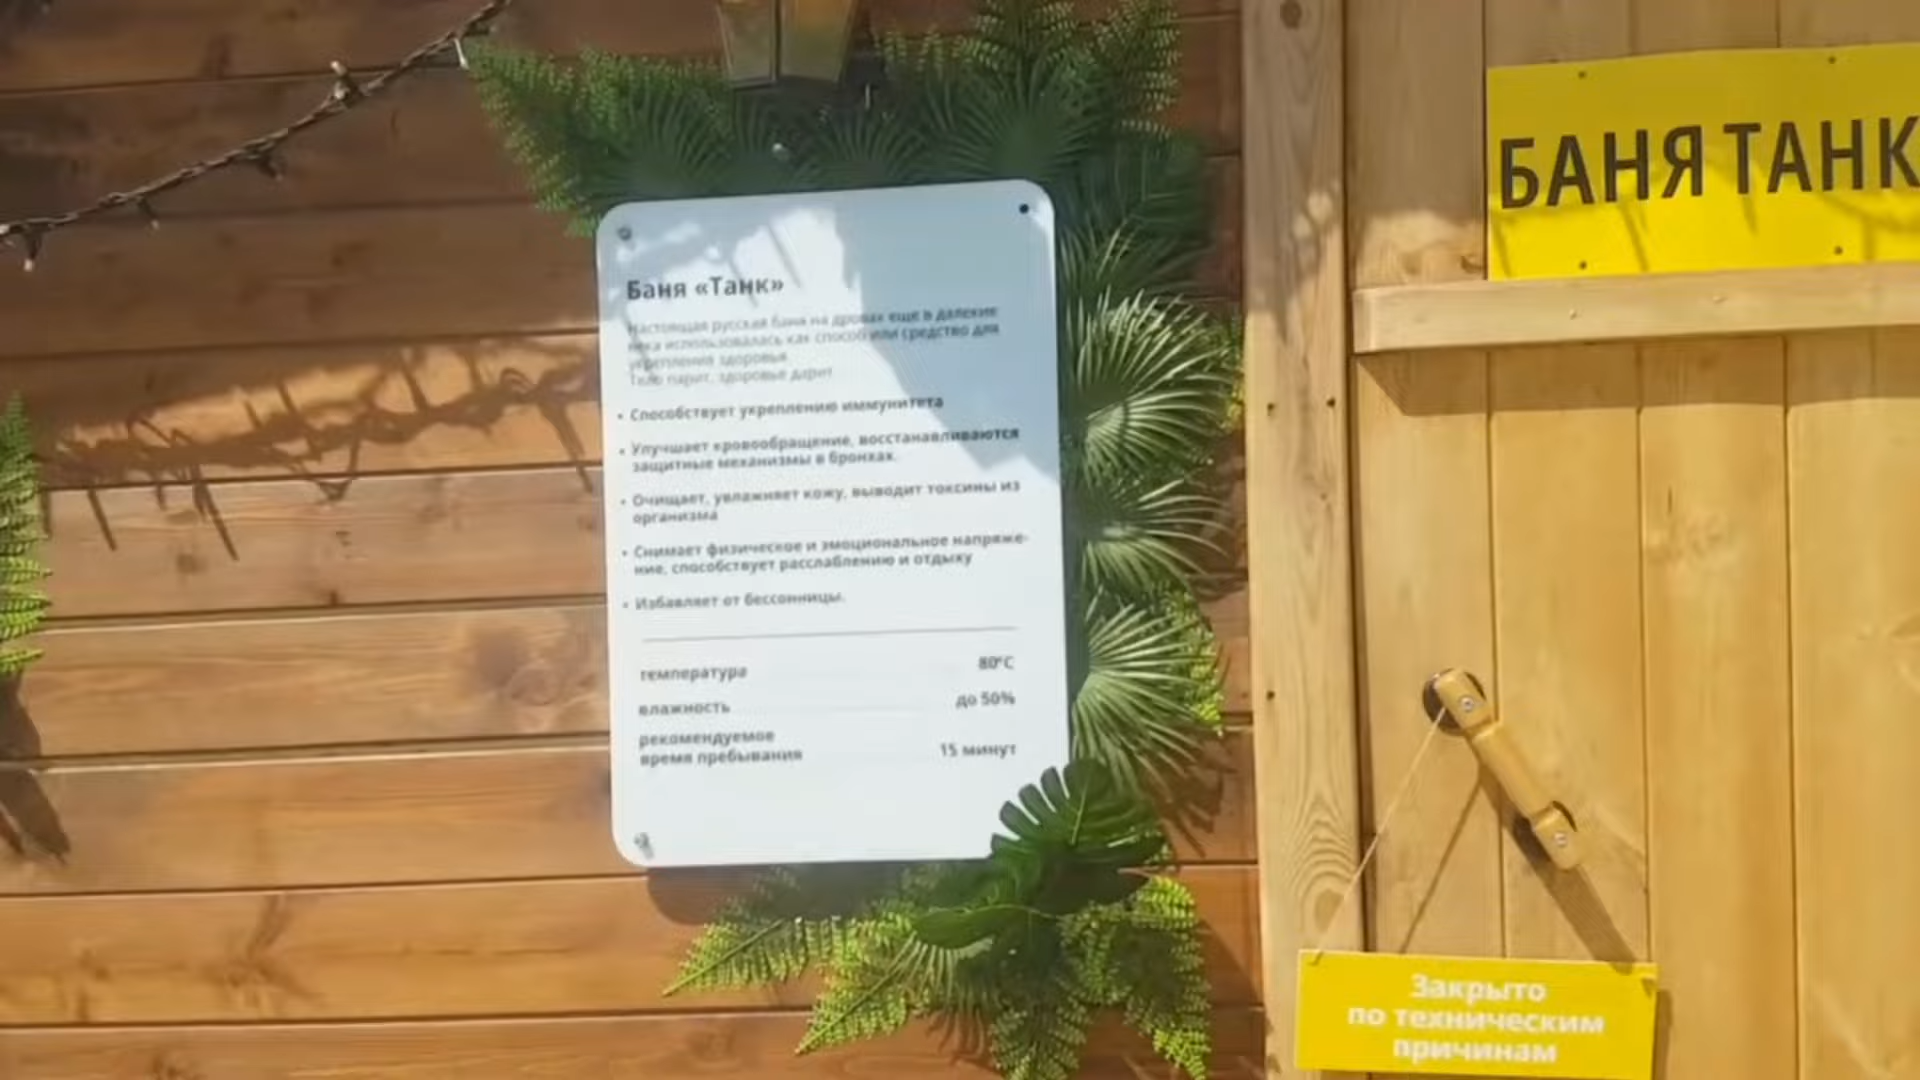 БАНЯ ТАНК
Баня «Танк»
Настоящая русская баня на дровах еще в далекие
века использовалась как способ или средство для
укрепления здоровья
Тело парит, здоровье дарит
• Способствует укреплению иммунитета
• Улучшает кровообращение, восстанавливаются
защитные механизмы в бронхах.
• Очищает, увлажняет кожу, выводит токсины из
организма
• Снимает физическое и эмоциональное напряже-
ние, способствует расслаблению и отдыху
• Избавляет от бессонницы.
температура 80°С
влажность до 50%
рекомендуемое
время пребывания 15 минут
Закрыто
по техническим
причинам